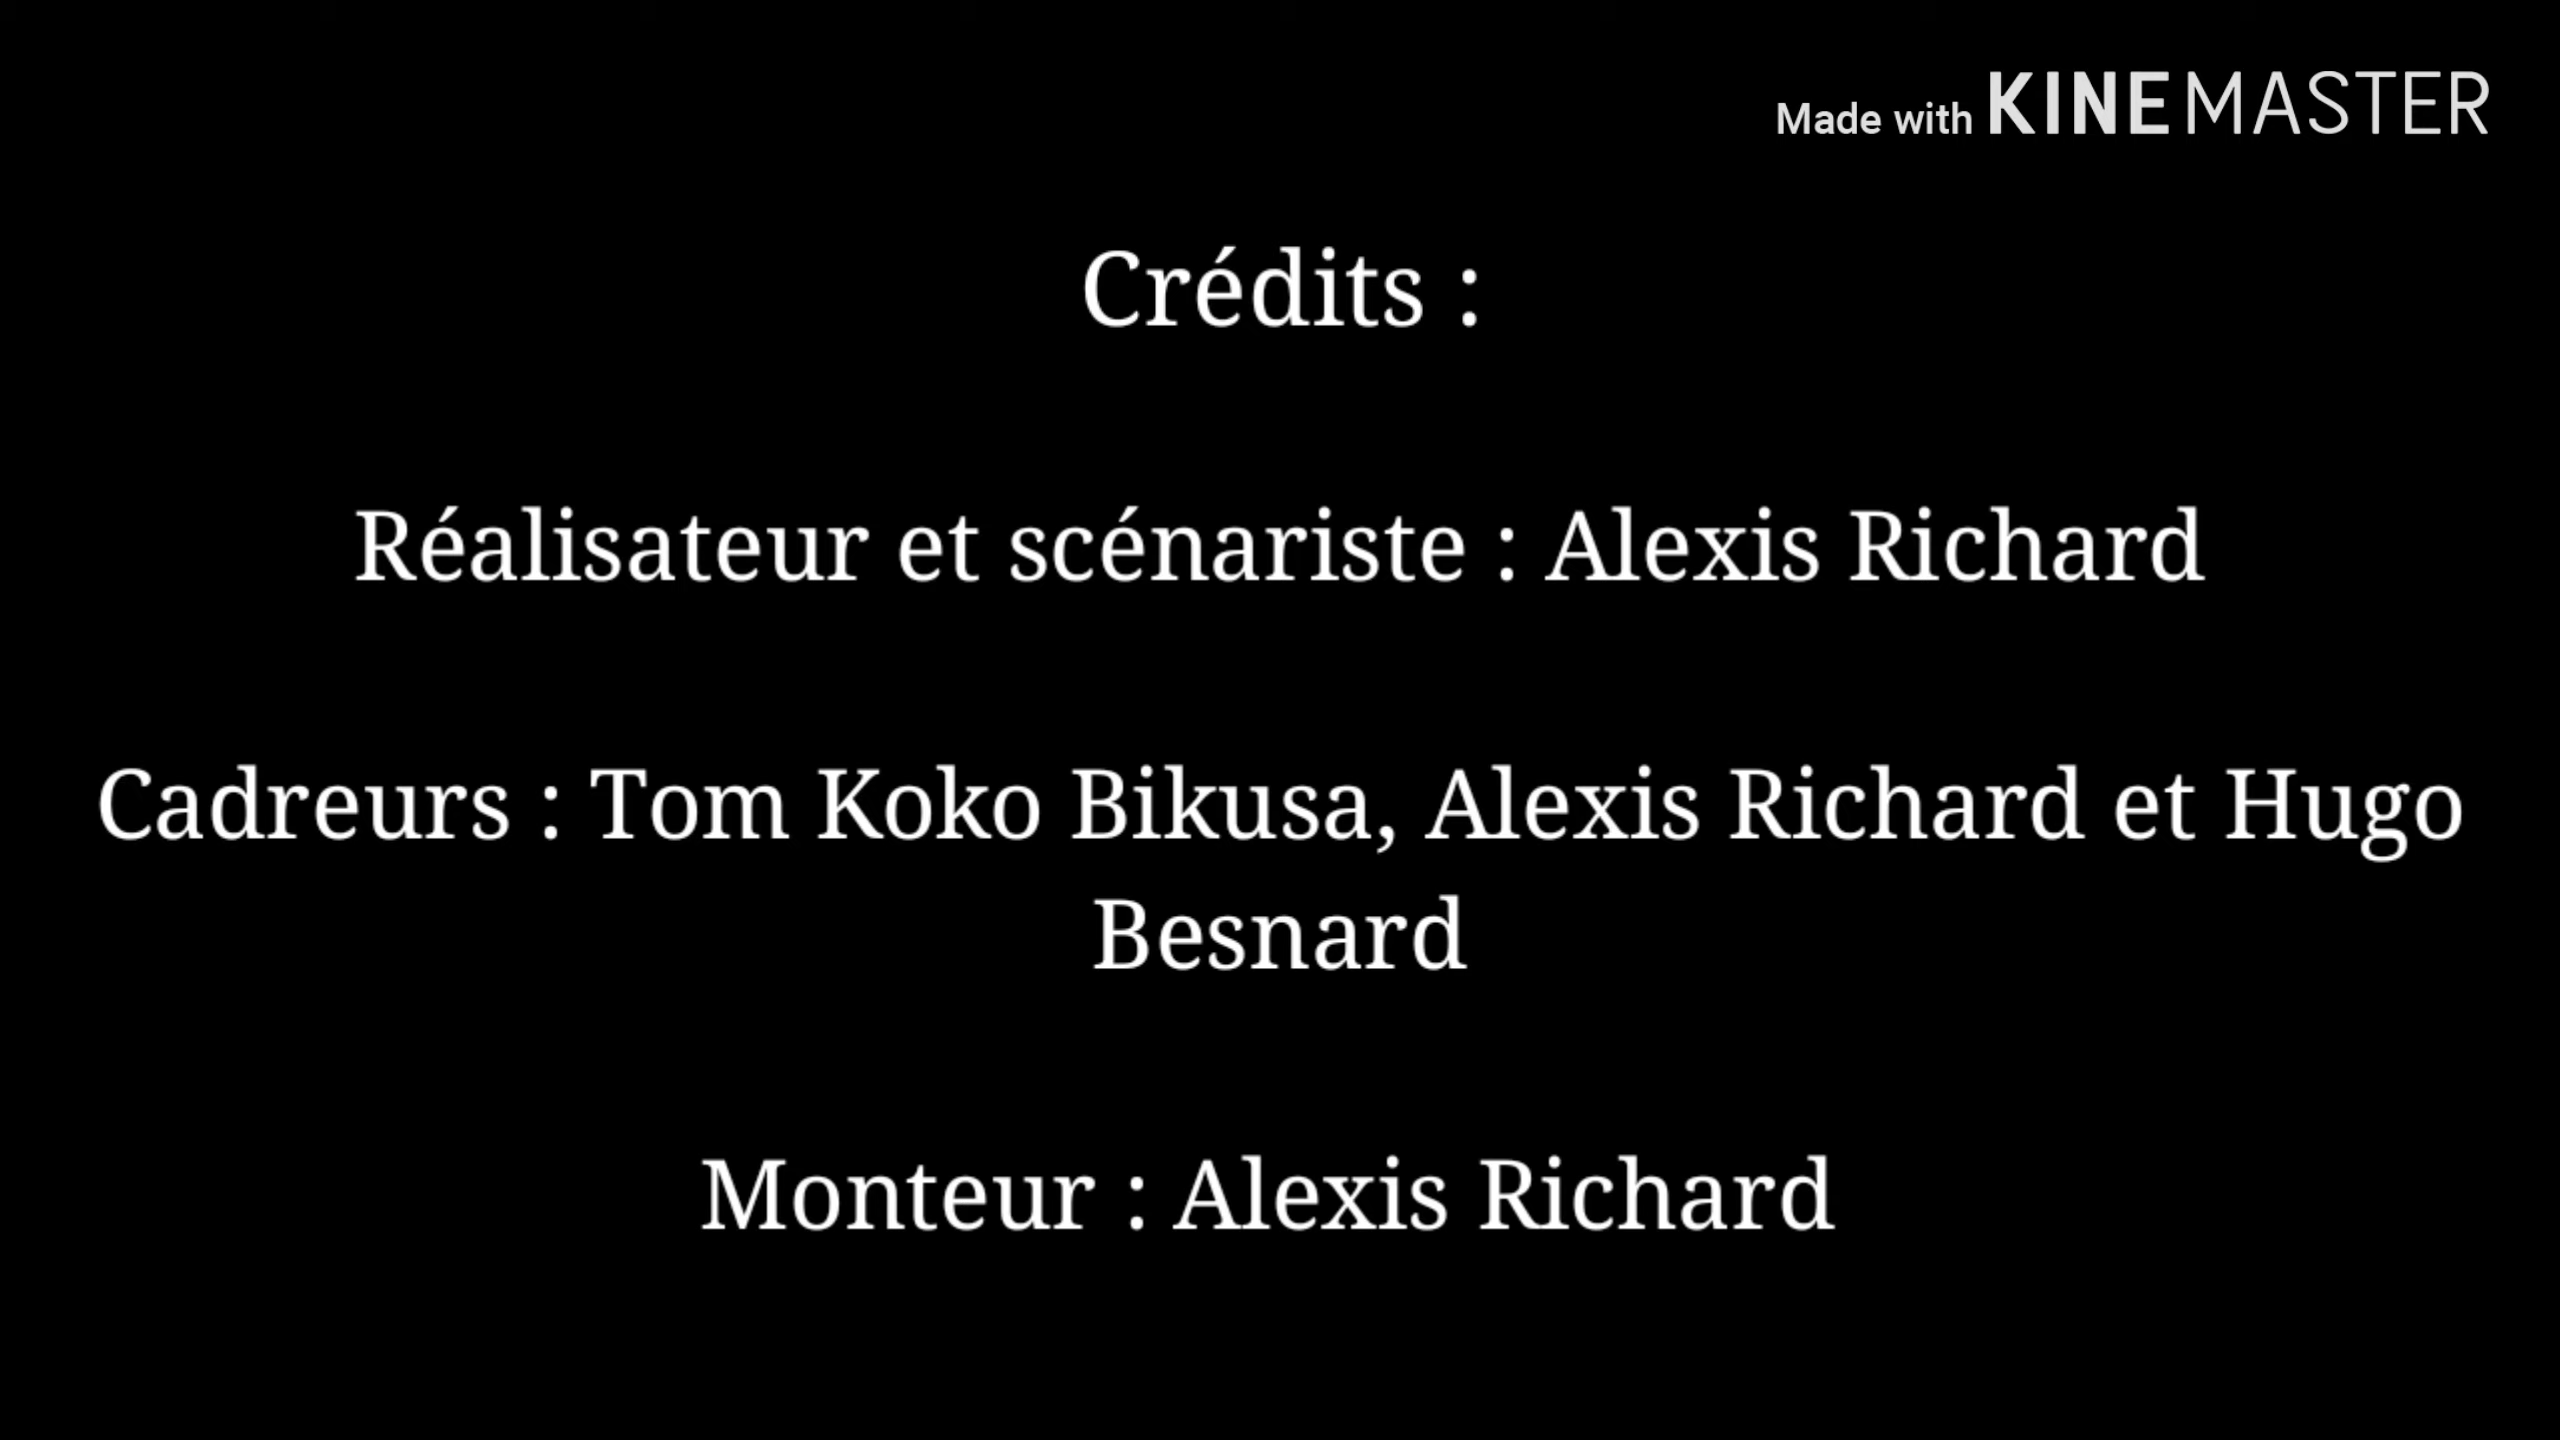 Made with KINEMASTER
Crédits :
Réalisateur et scénariste : Alexis Richard
Cadreurs : Tom Koko Bikusa, Alexis Richard et Hugo
Besnard
Monteur : Alexis Richard